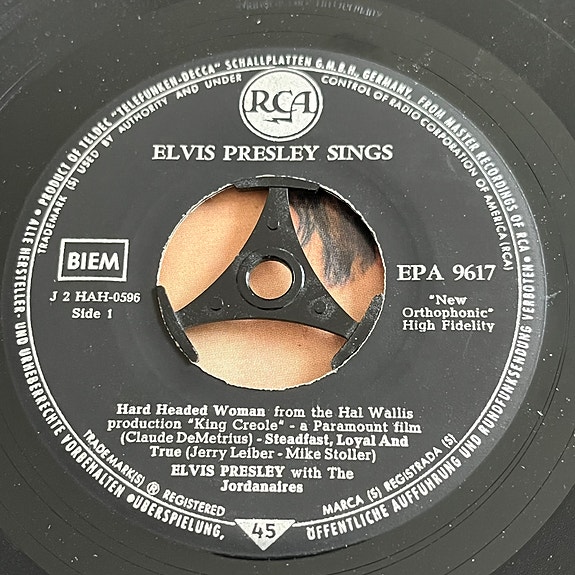 PRODUCT OF TELDEC "TELEFUNKEN-DECCA" SCHALLPLATTEN G.M.B.H., GERMANY, FROM MASTER RECORDINGS OF RCA
TRADEMARK (S) USED BY AUTHORITY AND UNDER CONTROL OF RADIO CORPORATION OF AMERICA (RCA)
RCA
ELVIS PRESLEY SINGS
BIEM
EPA 9617
J 2 HAH-0596
Side 1
"New
Orthophonic"
High Fidelity
Hard Headed Woman from the Hal Wallis
production "King Creole" - a Paramount film
(Claude DeMetrius) - Steadfast, Loyal And
True (Jerry Leiber - Mike Stoller)
ELVIS PRESLEY with The
Jordanaires
TRADEMARK(S) ® REGISTERED
MARCA (S) REGISTRADA (S)
• ALLE HERSTELLER- UND URHEBERRECHTE VORBEHALTEN • ÜBERSPIELUNG,
45
ÖFFENTLICHE AUFFÜHRUNG UND RUNDFUNKSENDUNG VERBOTEN •